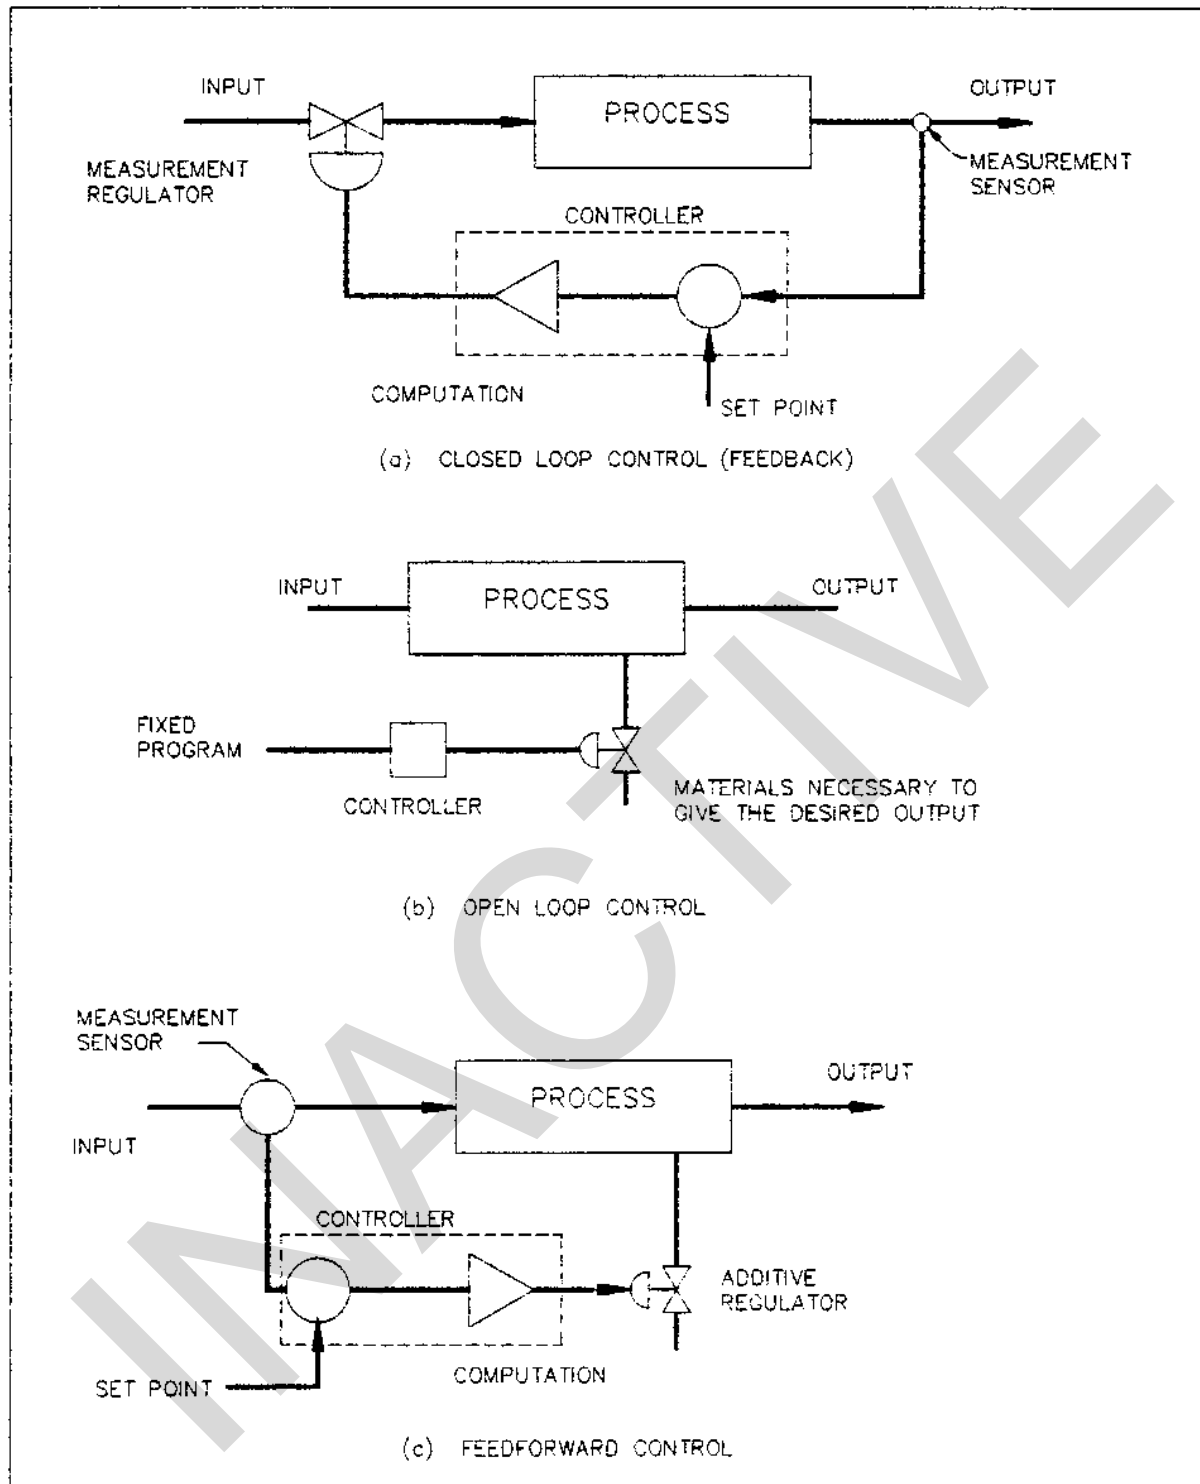 INPUT
PROCESS
OUTPUT
MEASUREMENT
REGULATOR
MEASUREMENT
SENSOR
CONTROLLER
COMPUTATION
SET POINT
(a) CLOSED LOOP CONTROL (FEEDBACK)
INPUT
PROCESS
OUTPUT
FIXED
PROGRAM
CONTROLLER
MATERIALS NECESSARY TO
GIVE THE DESIRED OUTPUT
(b) OPEN LOOP CONTROL
MEASUREMENT
SENSOR
PROCESS
OUTPUT
INPUT
CONTROLLER
ADDITIVE
REGULATOR
COMPUTATION
SET POINT
(c) FEEDFORWARD CONTROL
INACTIVE